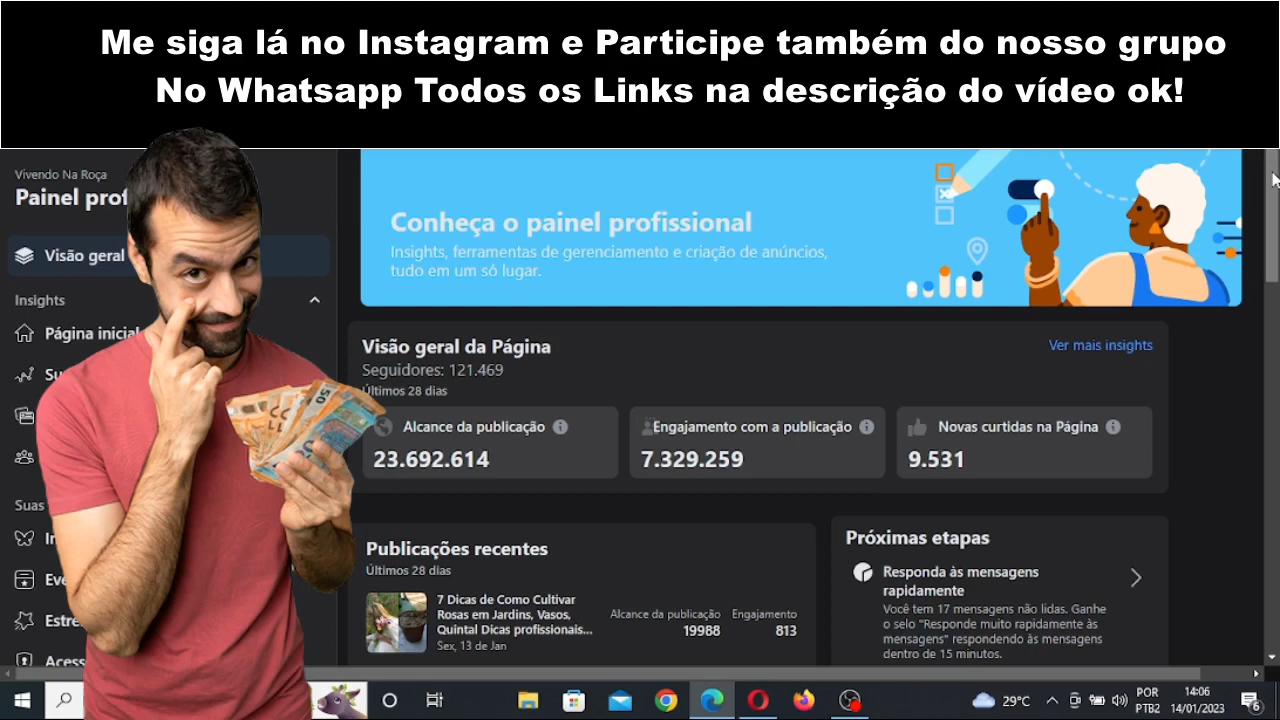 Me siga lá no Instagram e Participe também do nosso grupo
No Whatsapp Todos os Links na descrição do vídeo ok!
Vivendo Na Roça
Painel
Visão geral
Insights
Página inicial
Suas
Conheça o painel profissional
Insights, ferramentas de gerenciamento e criação de anúncios,
tudo em um só lugar.
Visão geral da Página
Ver mais insights
Seguidores: 121.469
Últimos 28 dias
Alcance da publicação
23.692.614
Engajamento com a publicação
7.329.259
Novas curtidas na Página
9.531
Publicações recentes
Últimos 28 dias
7 Dicas de Como Cultivar
Rosas em Jardins, Vasos,
Quintal Dicas profissionais...
Sex, 13 de Jan
Alcance da publicação
19988
Engajamento
813
Próximas etapas
Responda às mensagens
rapidamente
Você tem 17 mensagens não lidas. Ganhe
o selo "Responde muito rapidamente às
mensagens" respondendo às mensagens
dentro de 15 minutos.
50
29°C
POR
PTB2
14:06
14/01/2023
6